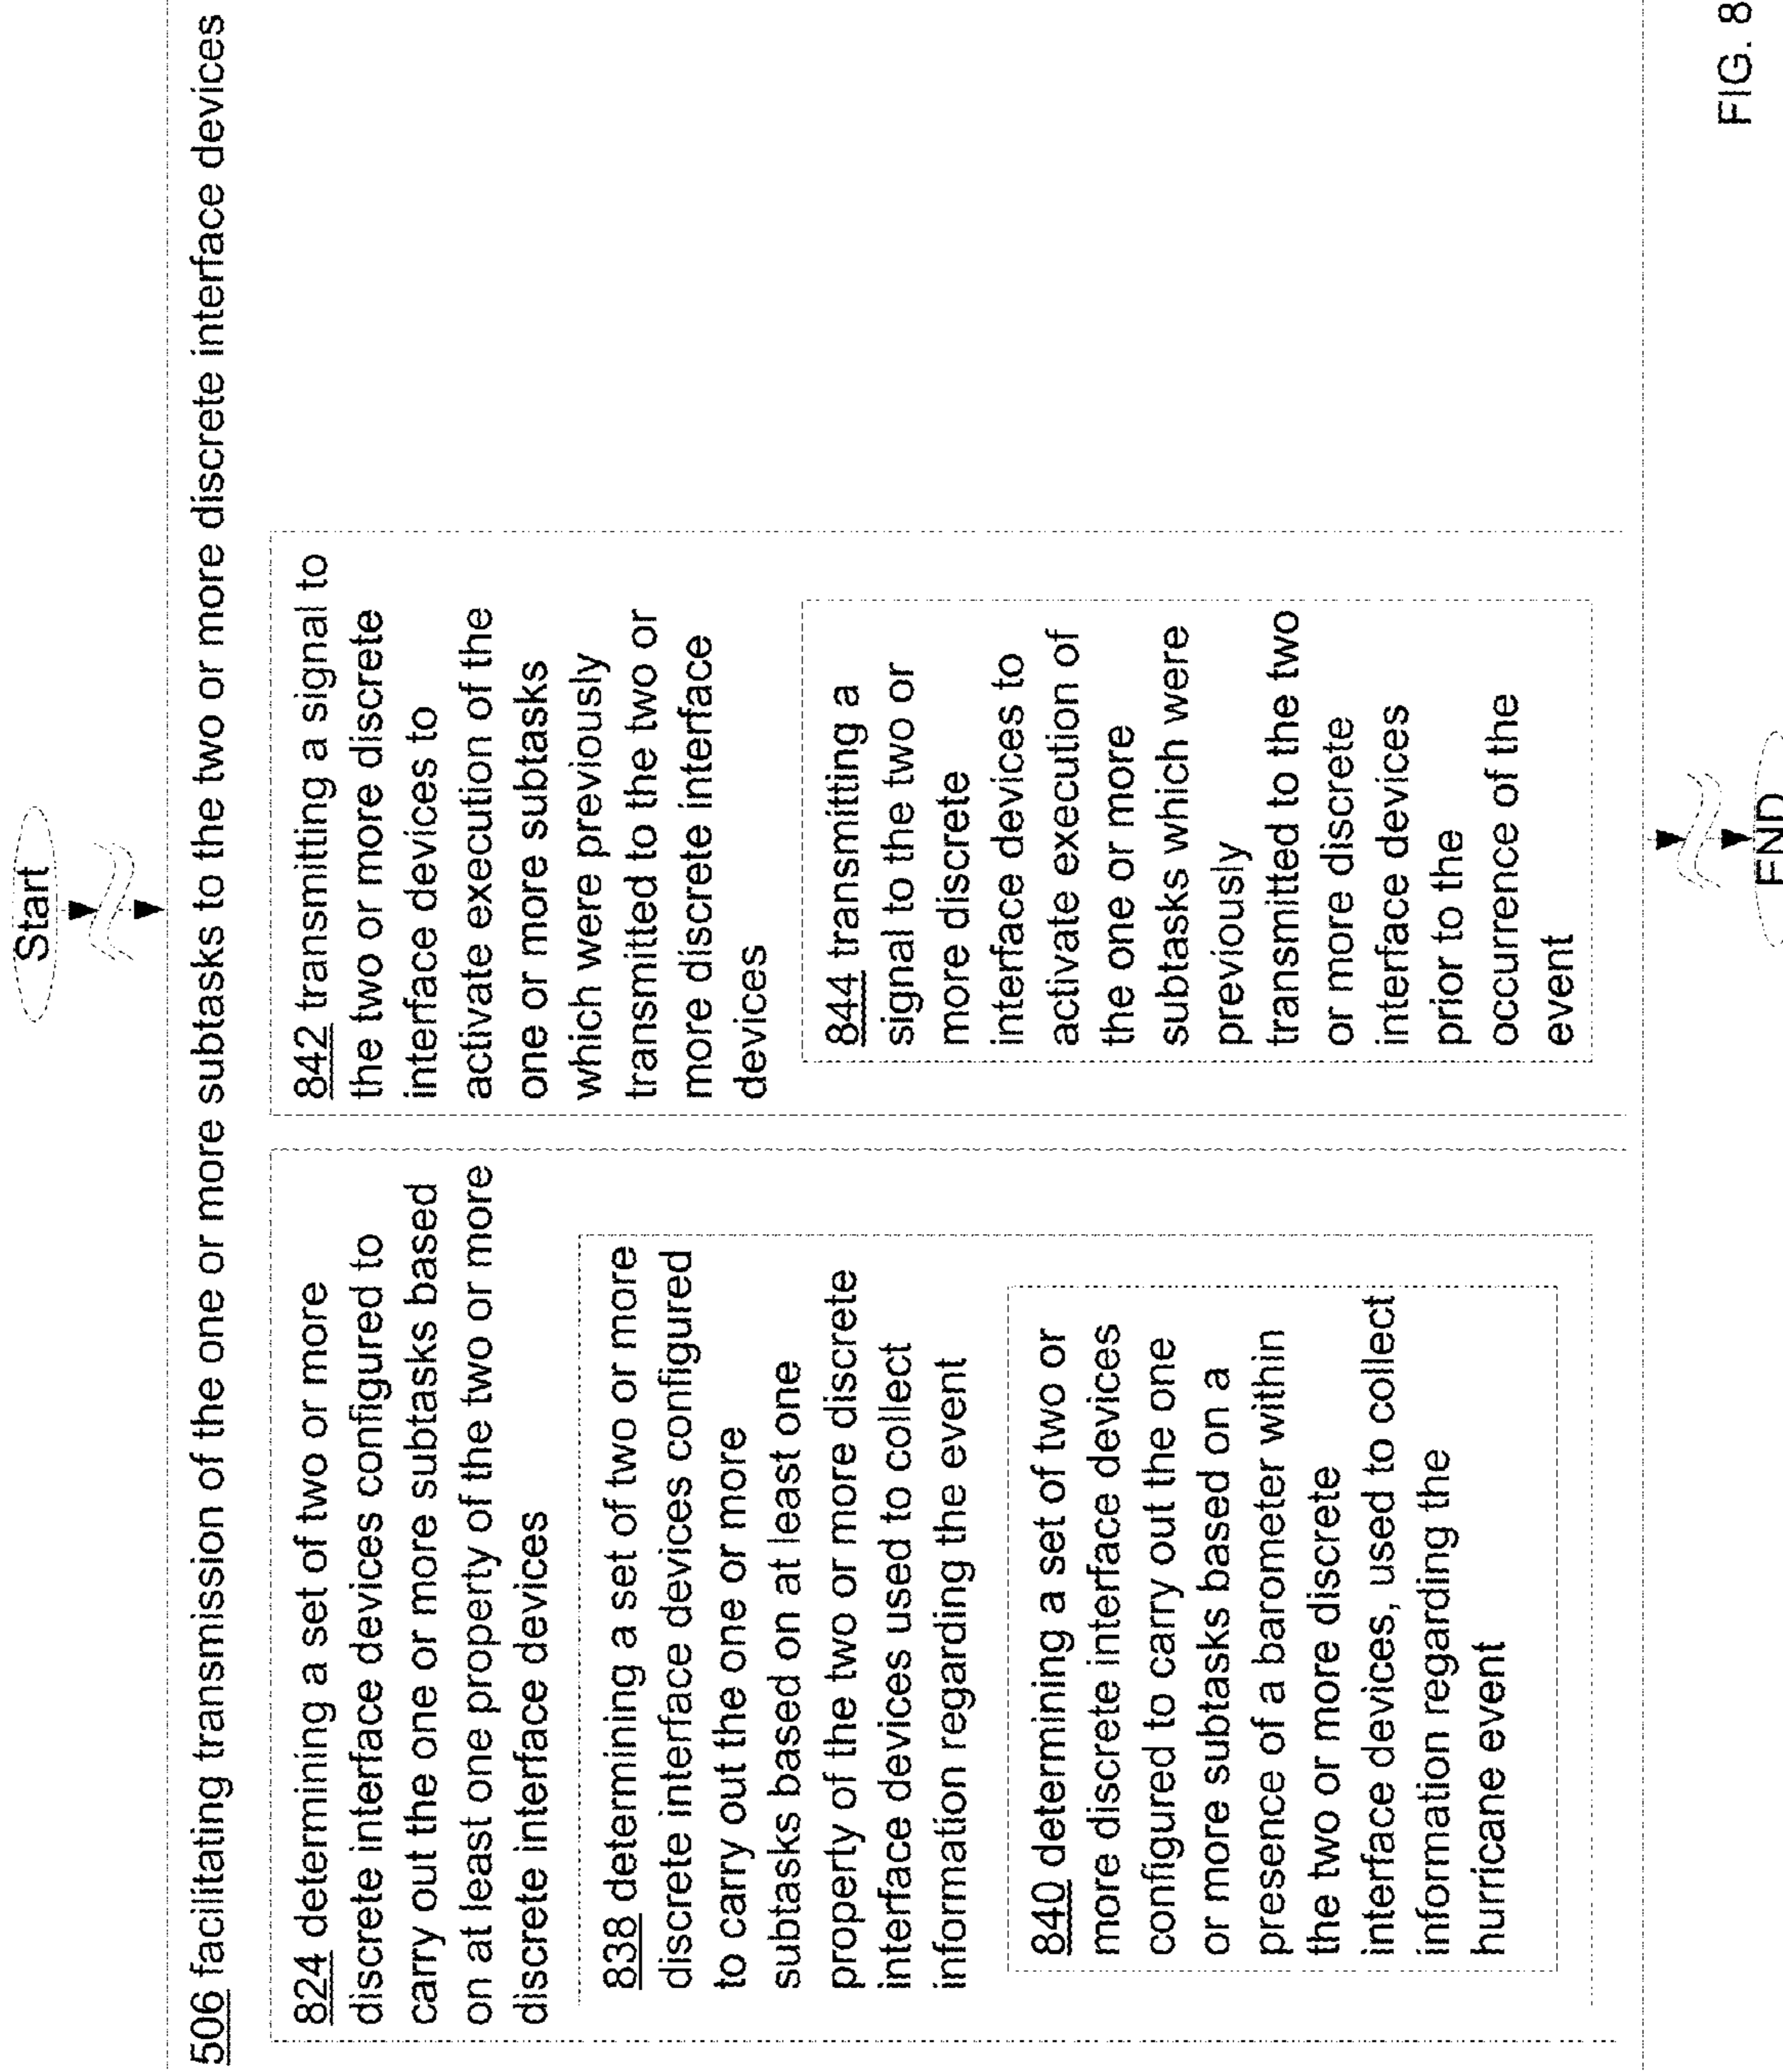 Start
506 facilitating transmission of the one or more subtasks to the two or more discrete interface devices
824 determining a set of two or more
discrete interface devices configured to
carry out the one or more subtasks based
on at least one property of the two or more
discrete interface devices
838 determining a set of two or more
discrete interface devices configured
to carry out the one or more
subtasks based on at least one
property of the two or more discrete
interface devices used to collect
information regarding the event
840 determining a set of two or
more discrete interface devices
configured to carry out the one
or more subtasks based on a
presence of a barometer within
the two or more discrete
interface devices, used to collect
information regarding the
hurricane event
842 transmitting a signal to
the two or more discrete
interface devices to
activate execution of the
one or more subtasks
which were previously
transmitted to the two or
more discrete interface
devices
844 transmitting a
signal to the two or
more discrete
interface devices to
activate execution of
the one or more
subtasks which were
previously
transmitted to the two
or more discrete
interface devices
prior to the
occurrence of the
event
END
FIG. 8